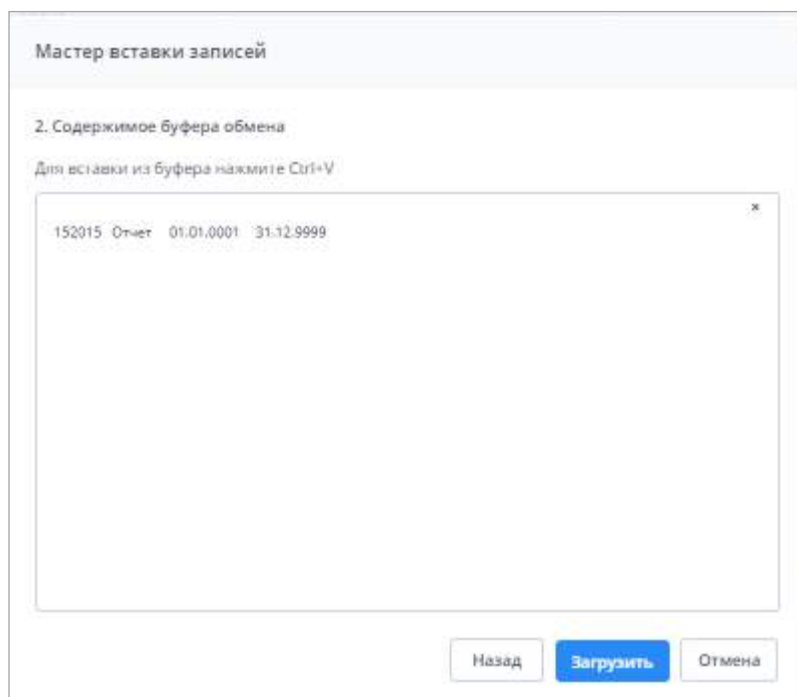 Мастер вставки записей
2. Содержимое буфера обмена
Для вставки из буфера нажмите Ctrl+V
×
152015 Отчет 01.01.0001 31.12.9999
Назад Загрузить Отмена